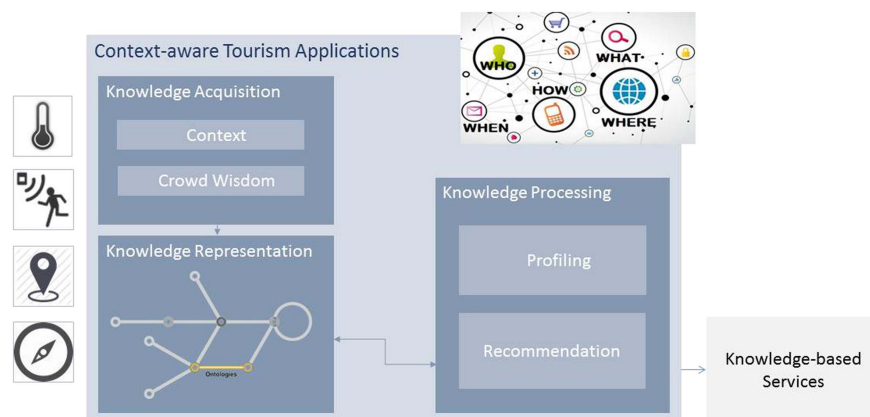 Context-aware Tourism Applications
WHO
WHAT
HOW
WHEN
WHERE
Knowledge Acquisition
Context
Crowd Wisdom
Knowledge Representation
Ontologies
Knowledge Processing
Profiling
Recommendation
Knowledge-based
Services